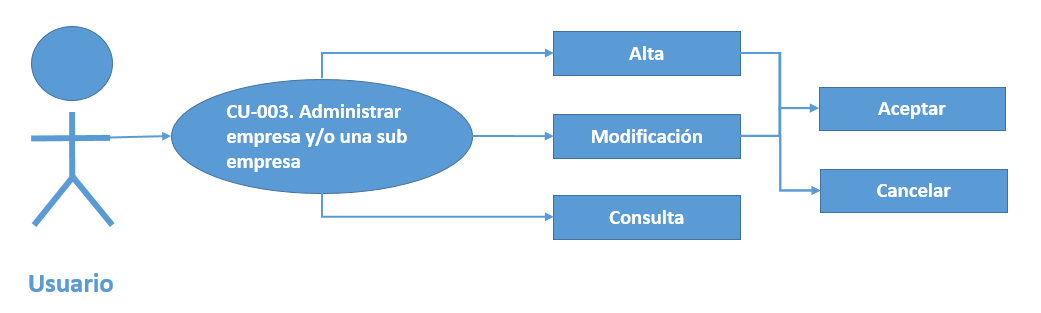 Alta
CU-003. Administrar
empresa y/o una sub
empresa
Aceptar
Modificación
Cancelar
Consulta
Usuario